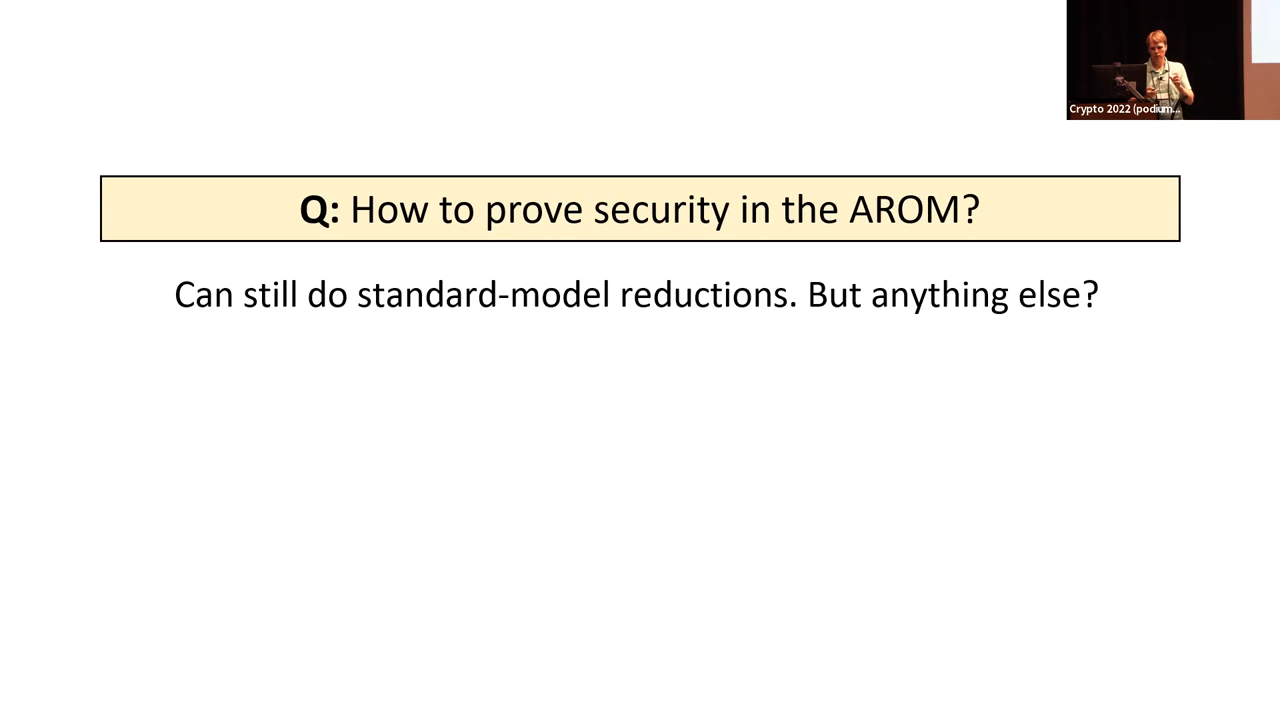 Crypto 2022 (podium...
Q: How to prove security in the AROM?
Can still do standard-model reductions. But anything else?